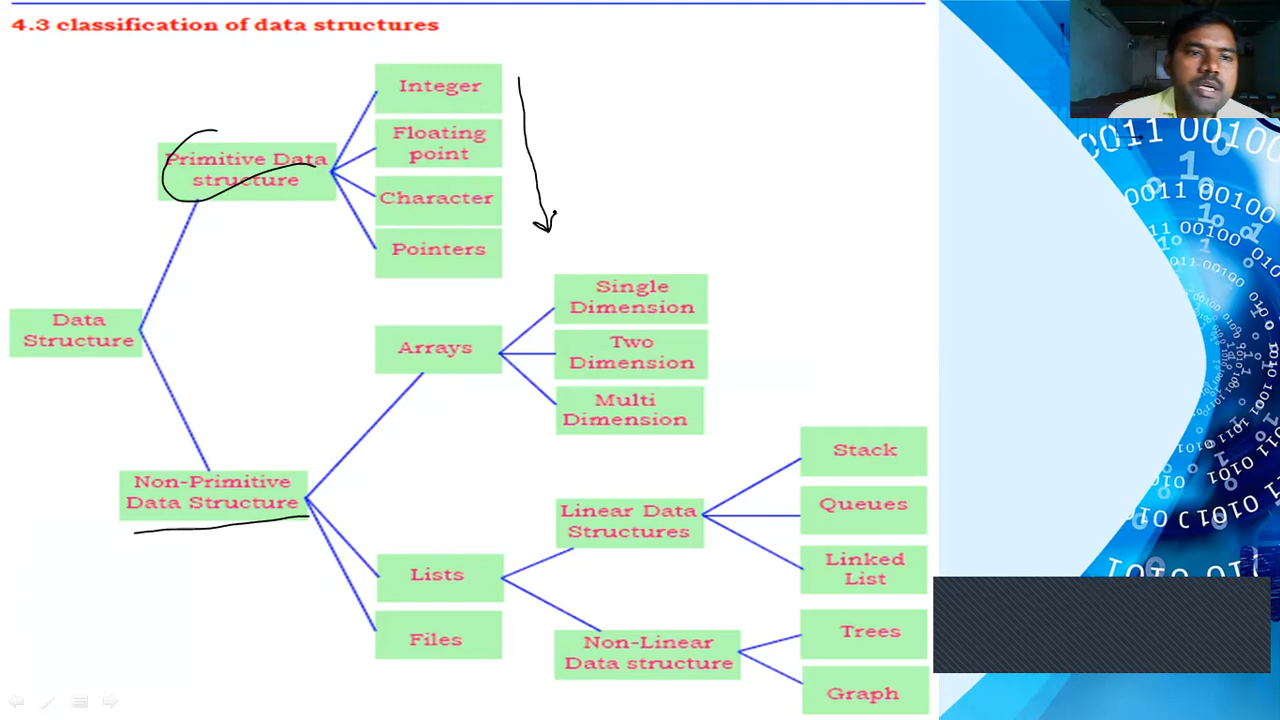 4.3 classification of data structures
Integer
Floating
point
Primitive Data
structure
Character
Pointers
Data
Structure
Single
Dimension
Arrays
Two
Dimension
Multi
Dimension
Non-Primitive
Data Structure
Stack
Linear Data
Structures
Queues
Linked
List
Lists
Files
Non-Linear
Data structure
Trees
Graph